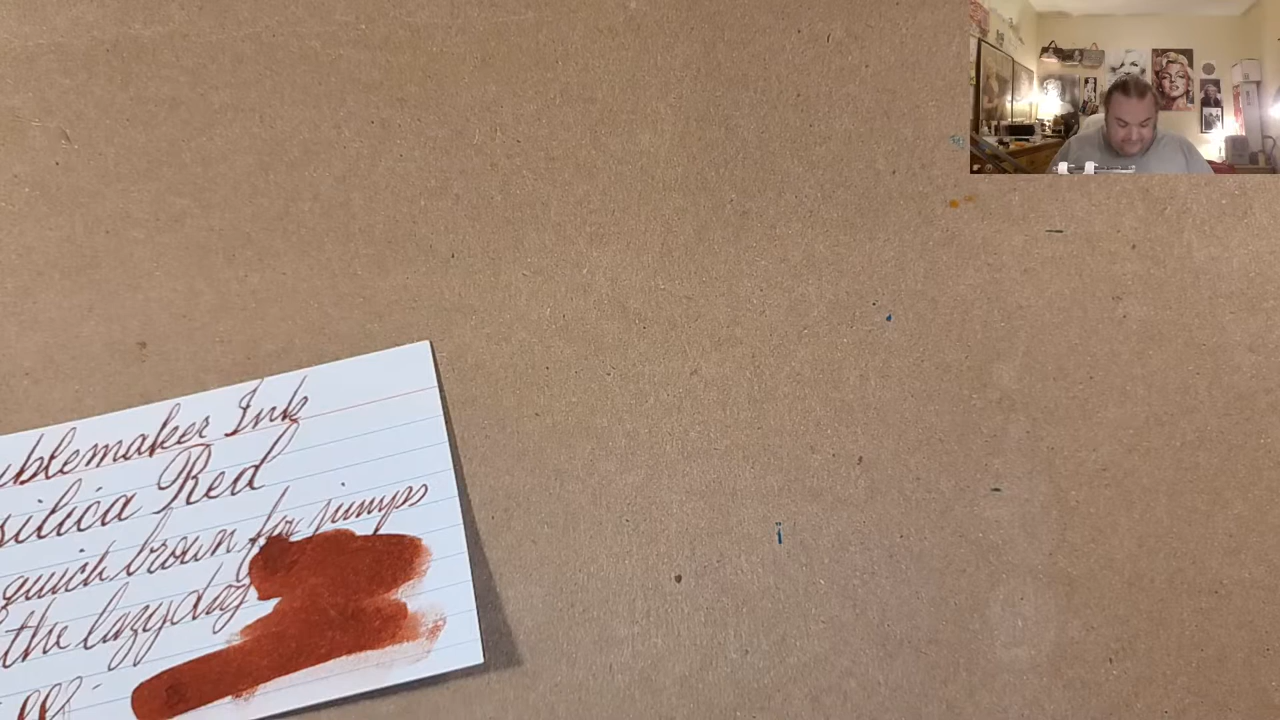 ublemaker Ink
silica Red
quick brown fox jumps
the lazy dog